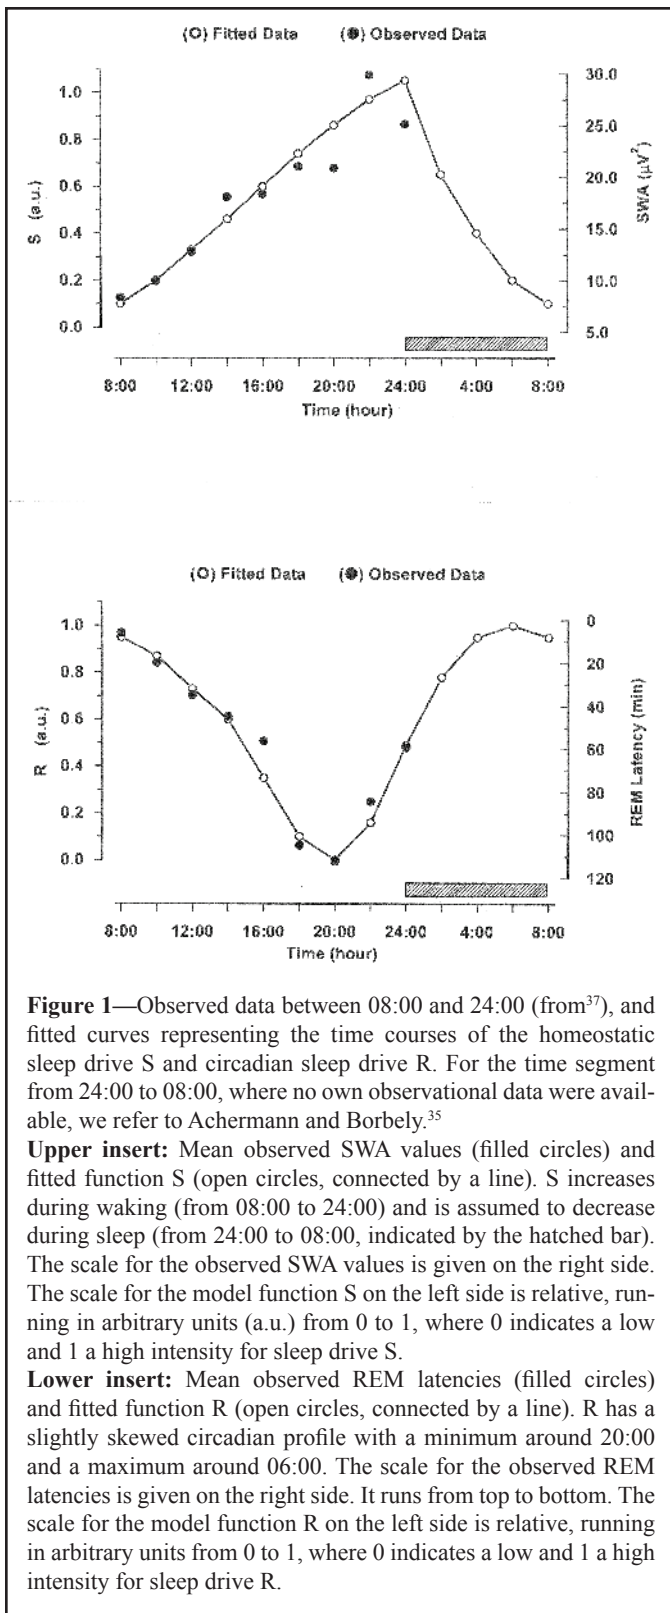 (O) Fitted Data (●) Observed Data
1.0
0.8
0.6
0.4
0.2
0.0
S (a.u.)
30.0
25.0
20.0
15.0
10.0
5.0
SWA (µV²)
8:00 12:00 16:00 20:00 24:00 4:00 8:00
Time (hour)
(O) Fitted Data (●) Observed Data
1.0
0.8
0.6
0.4
0.2
0.0
R (a.u.)
0
20
40
60
80
100
120
REM Latency (min)
8:00 12:00 16:00 20:00 24:00 4:00 8:00
Time (hour)
Figure 1—Observed data between 08:00 and 24:00 (from³⁷), and
fitted curves representing the time courses of the homeostatic
sleep drive S and circadian sleep drive R. For the time segment
from 24:00 to 08:00, where no own observational data were avail-
able, we refer to Achermann and Borbely.³⁵
Upper insert: Mean observed SWA values (filled circles) and
fitted function S (open circles, connected by a line). S increases
during waking (from 08:00 to 24:00) and is assumed to decrease
during sleep (from 24:00 to 08:00, indicated by the hatched bar).
The scale for the observed SWA values is given on the right side.
The scale for the model function S on the left side is relative, run-
ning in arbitrary units (a.u.) from 0 to 1, where 0 indicates a low
and 1 a high intensity for sleep drive S.
Lower insert: Mean observed REM latencies (filled circles)
and fitted function R (open circles, connected by a line). R has a
slightly skewed circadian profile with a minimum around 20:00
and a maximum around 06:00. The scale for the observed REM
latencies is given on the right side. It runs from top to bottom. The
scale for the model function R on the left side is relative, running
in arbitrary units from 0 to 1, where 0 indicates a low and 1 a high
intensity for sleep drive R.